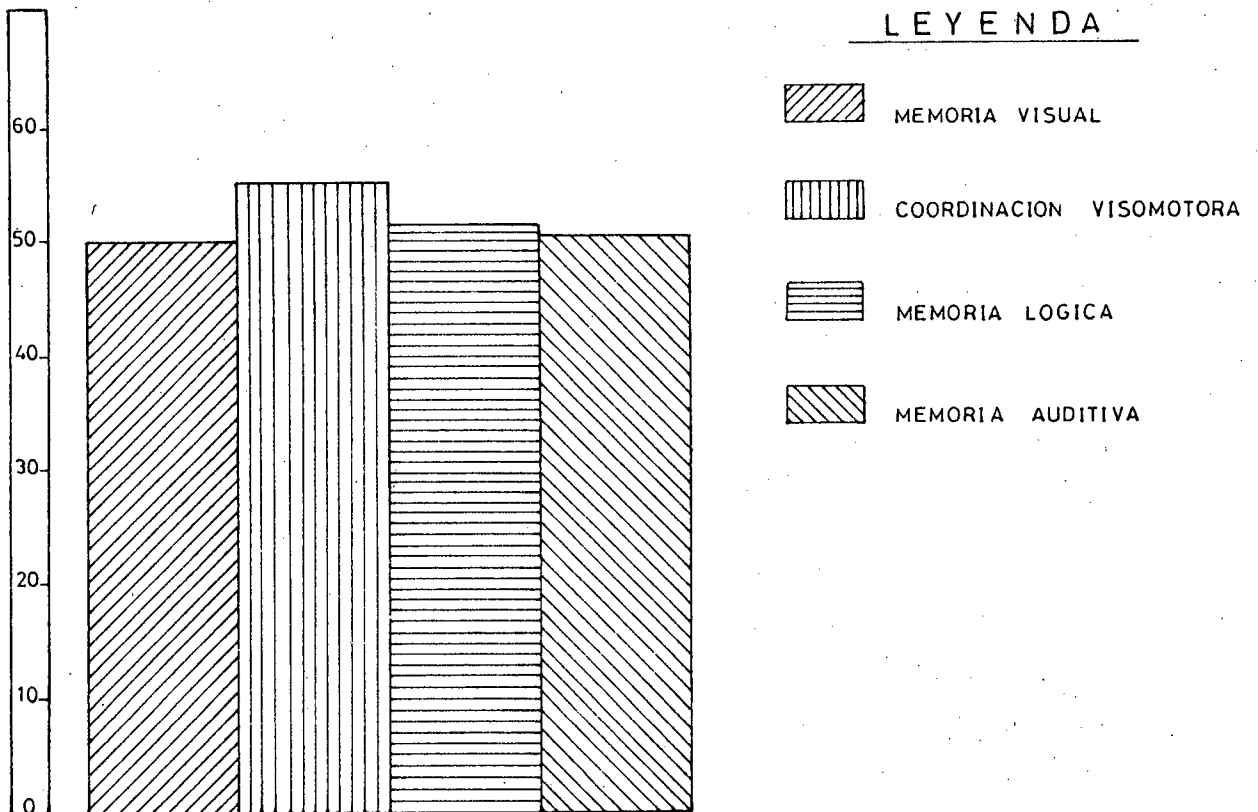 LEYENDA
MEMORIA VISUAL
COORDINACION VISOMOTORA
MEMORIA LOGICA
MEMORIA AUDITIVA
60
50
40
30
20
10
0